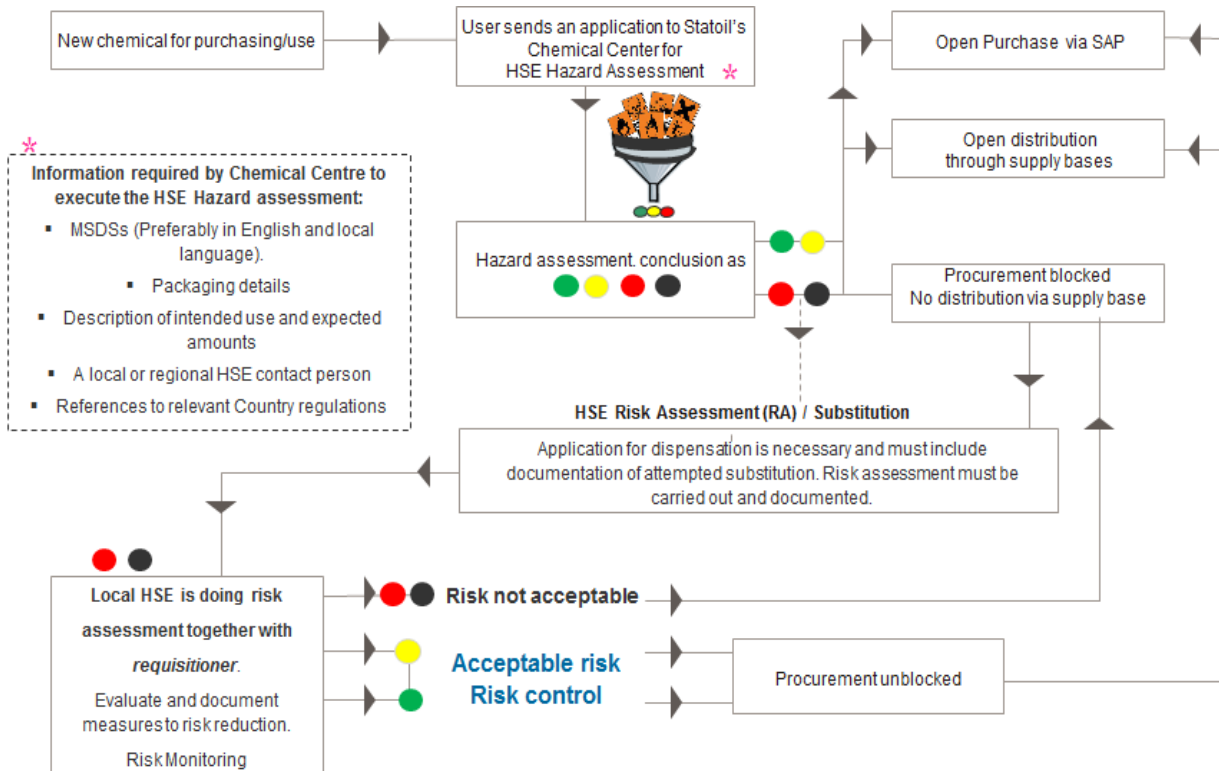 New chemical for purchasing/use
User sends an application to Statoil's
Chemical Center for
HSE Hazard Assessment *
Open Purchase via SAP
Open distribution
through supply bases
*
Information required by Chemical Centre to
execute the HSE Hazard assessment:
▪ MSDSs (Preferably in English and local
language).
▪ Packaging details
▪ Description of intended use and expected
amounts
▪ A local or regional HSE contact person
▪ References to relevant Country regulations
Hazard assessment. conclusion as
Procurement blocked
No distribution via supply base
HSE Risk Assessment (RA) / Substitution
Application for dispensation is necessary and must include
documentation of attempted substitution. Risk assessment must be
carried out and documented.
Local HSE is doing risk
assessment together with
requisitioner.
Evaluate and document
measures to risk reduction.
Risk Monitoring
Risk not acceptable
Acceptable risk
Risk control
Procurement unblocked